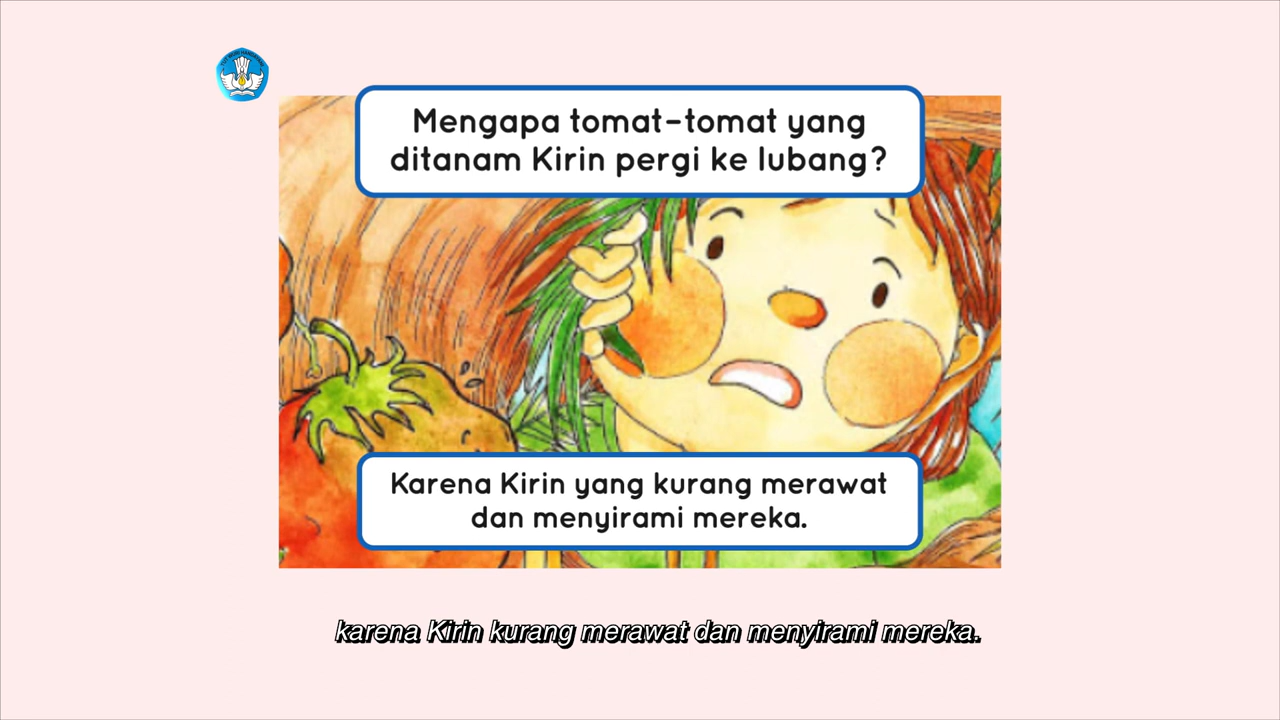 Mengapa tomat-tomat yang
ditanam Kirin pergi ke lubang?
Karena Kirin yang kurang merawat
dan menyirami mereka.
karena Kirin kurang merawat dan menyirami mereka.